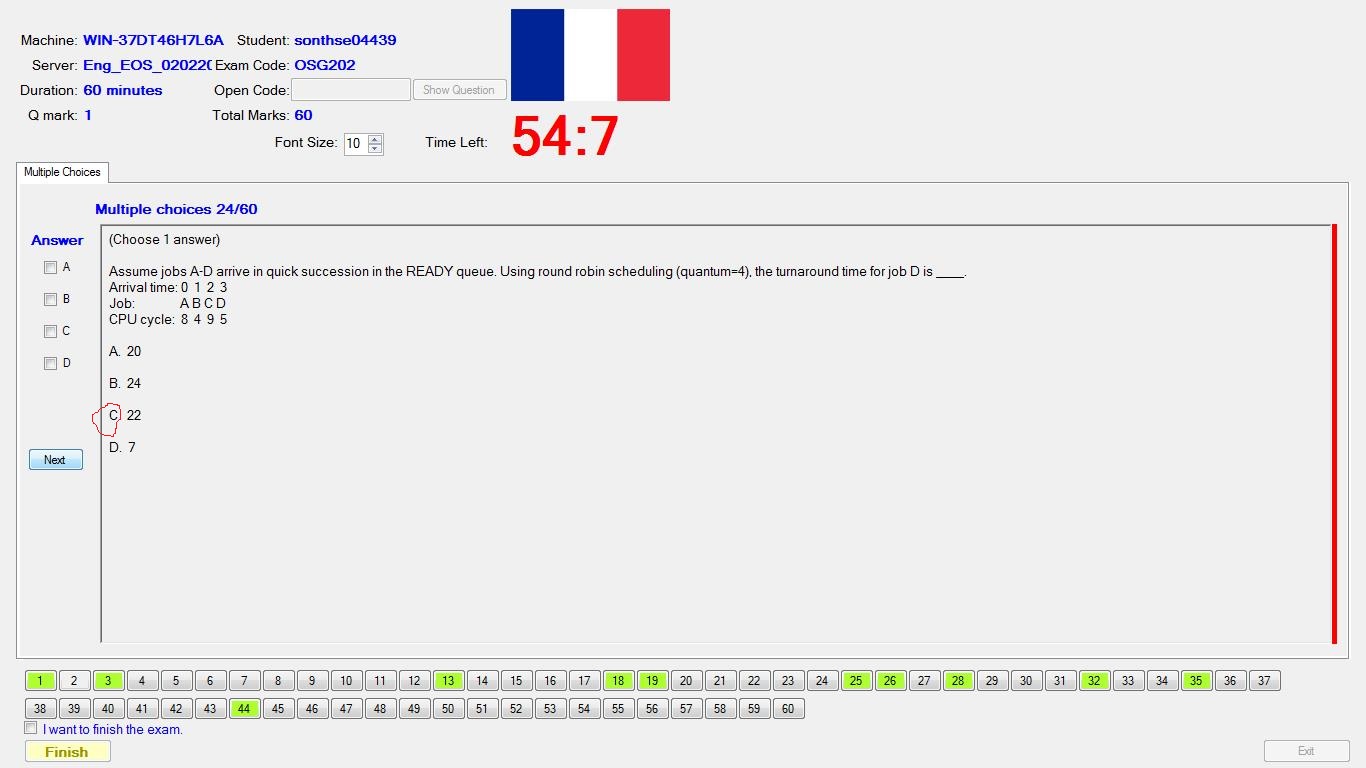 Machine: WIN-37DT46H7L6A Student: sonthse04439
Server: Eng_EOS_02022( Exam Code: OSG202
Duration: 60 minutes Open Code: Show Question
Q mark: 1 Total Marks: 60
Font Size: 10 Time Left: 54:7
Multiple Choices
Multiple choices 24/60
Answer
A
B
C
D
Next
(Choose 1 answer)
Assume jobs A-D arrive in quick succession in the READY queue. Using round robin scheduling (quantum=4), the turnaround time for job D is ____.
Arrival time: 0 1 2 3
Job: A B C D
CPU cycle: 8 4 9 5
A. 20
B. 24
C. 22
D. 7
1 2 3 4 5 6 7 8 9 10 11 12 13 14 15 16 17 18 19 20 21 22 23 24 25 26 27 28 29 30 31 32 33 34 35 36 37
38 39 40 41 42 43 44 45 46 47 48 49 50 51 52 53 54 55 56 57 58 59 60
I want to finish the exam.
Finish Exit